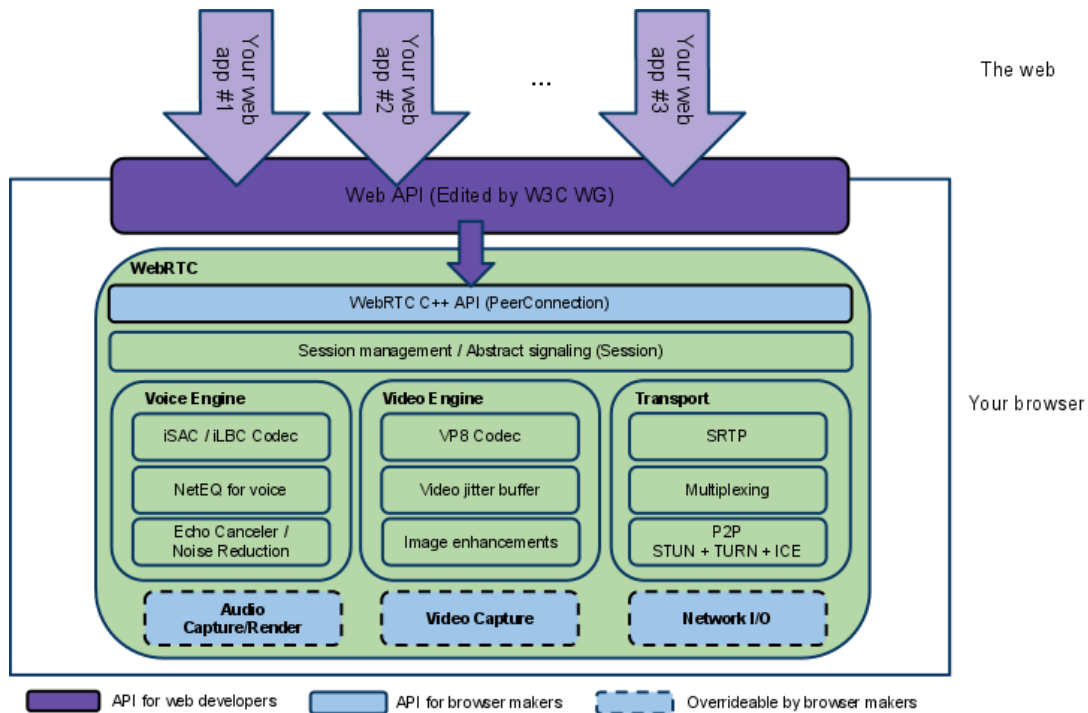 Your web
app #1
Your web
app #2
...
Your web
app #3
The web
Web API (Edited by W3C WG)
WebRTC
WebRTC C++ API (PeerConnection)
Session management / Abstract signaling (Session)
Your browser
Voice Engine
iSAC / iLBC Codec
NetEQ for voice
Echo Canceler /
Noise Reduction
Video Engine
VP8 Codec
Video jitter buffer
Image enhancements
Transport
SRTP
Multiplexing
P2P
STUN + TURN + ICE
Audio
Capture/Render
Video Capture
Network I/O
API for web developers
API for browser makers
Overrideable by browser makers